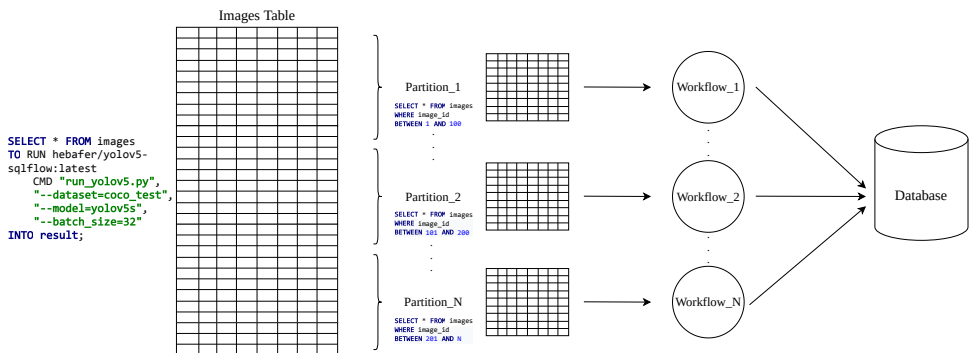 Images Table
SELECT * FROM images
TO RUN hebafer/yolov5-
sqlflow:latest
CMD "run_yolov5.py",
"--dataset=coco_test",
"--model=yolov5s",
"--batch_size=32"
INTO result;
Partition_1
SELECT * FROM images
WHERE image_id
BETWEEN 1 AND 100
Partition_2
SELECT * FROM images
WHERE image_id
BETWEEN 101 AND 200
Partition_N
SELECT * FROM images
WHERE image_id
BETWEEN 201 AND N
Workflow_1
Workflow_2
Workflow_N
Database